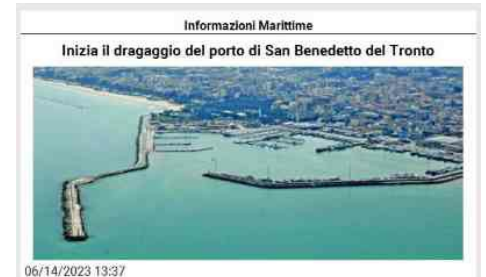 Informazioni Marittime
Inizia il dragaggio del porto di San Benedetto del Tronto
06/14/2023 13:37